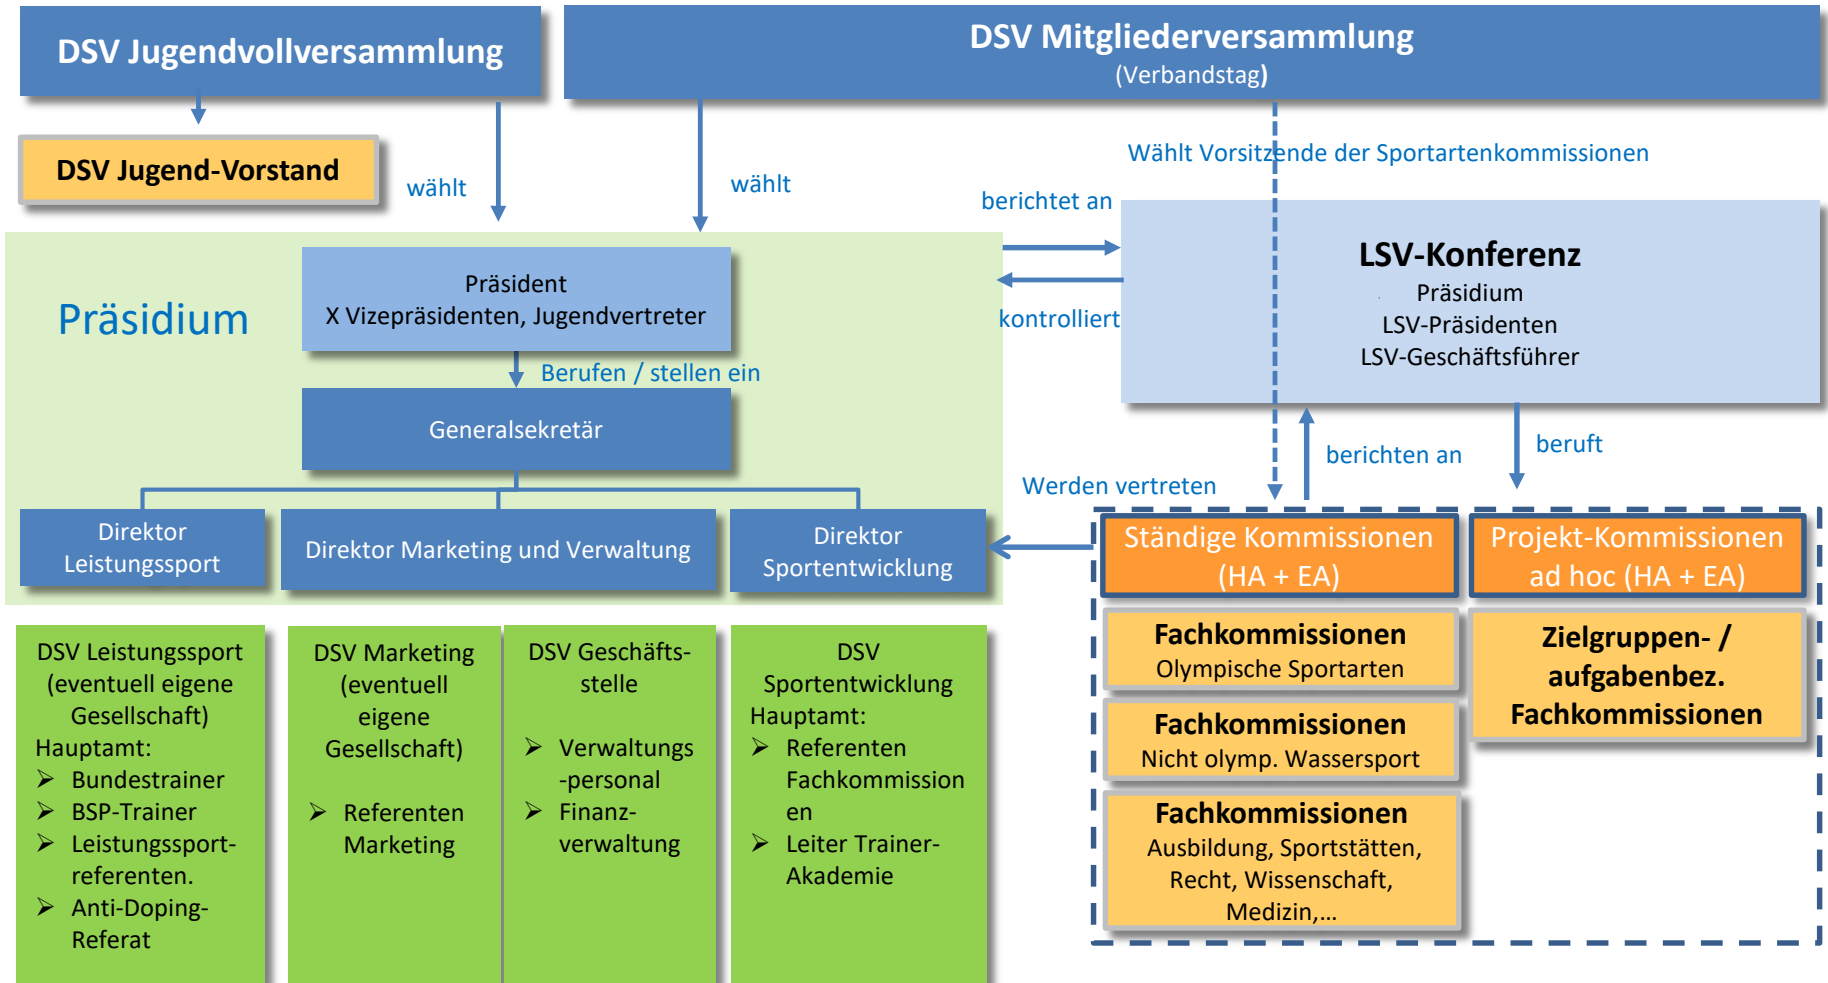 DSV Jugendvollversammlung
DSV Mitgliederversammlung
(Verbandstag)
DSV Jugend-Vorstand
wählt
wählt
Wählt Vorsitzende der Sportartenkommissionen
berichtet an
kontrolliert
Präsidium
Präsident
X Vizepräsidenten, Jugendvertreter
Berufen / stellen ein
Generalsekretär
LSV-Konferenz
Präsidium
LSV-Präsidenten
LSV-Geschäftsführer
berichten an
beruft
Werden vertreten
Direktor
Leistungssport
Direktor Marketing und Verwaltung
Direktor
Sportentwicklung
Ständige Kommissionen
(HA + EA)
Projekt-Kommissionen
ad hoc (HA + EA)
Fachkommissionen
Olympische Sportarten
Fachkommissionen
Nicht olymp. Wassersport
Fachkommissionen
Ausbildung, Sportstätten,
Recht, Wissenschaft,
Medizin,…
Zielgruppen- /
aufgabenbez.
Fachkommissionen
DSV Leistungssport
(eventuell eigene
Gesellschaft)
Hauptamt:
➢ Bundestrainer
➢ BSP-Trainer
➢ Leistungssport-
referenten.
➢ Anti-Doping-
Referat
DSV Marketing
(eventuell
eigene
Gesellschaft)
➢ Referenten
Marketing
DSV Geschäfts-
stelle
➢ Verwaltungs
-personal
➢ Finanz-
verwaltung
DSV
Sportentwicklung
Hauptamt:
➢ Referenten
Fachkommission
en
➢ Leiter Trainer-
Akademie